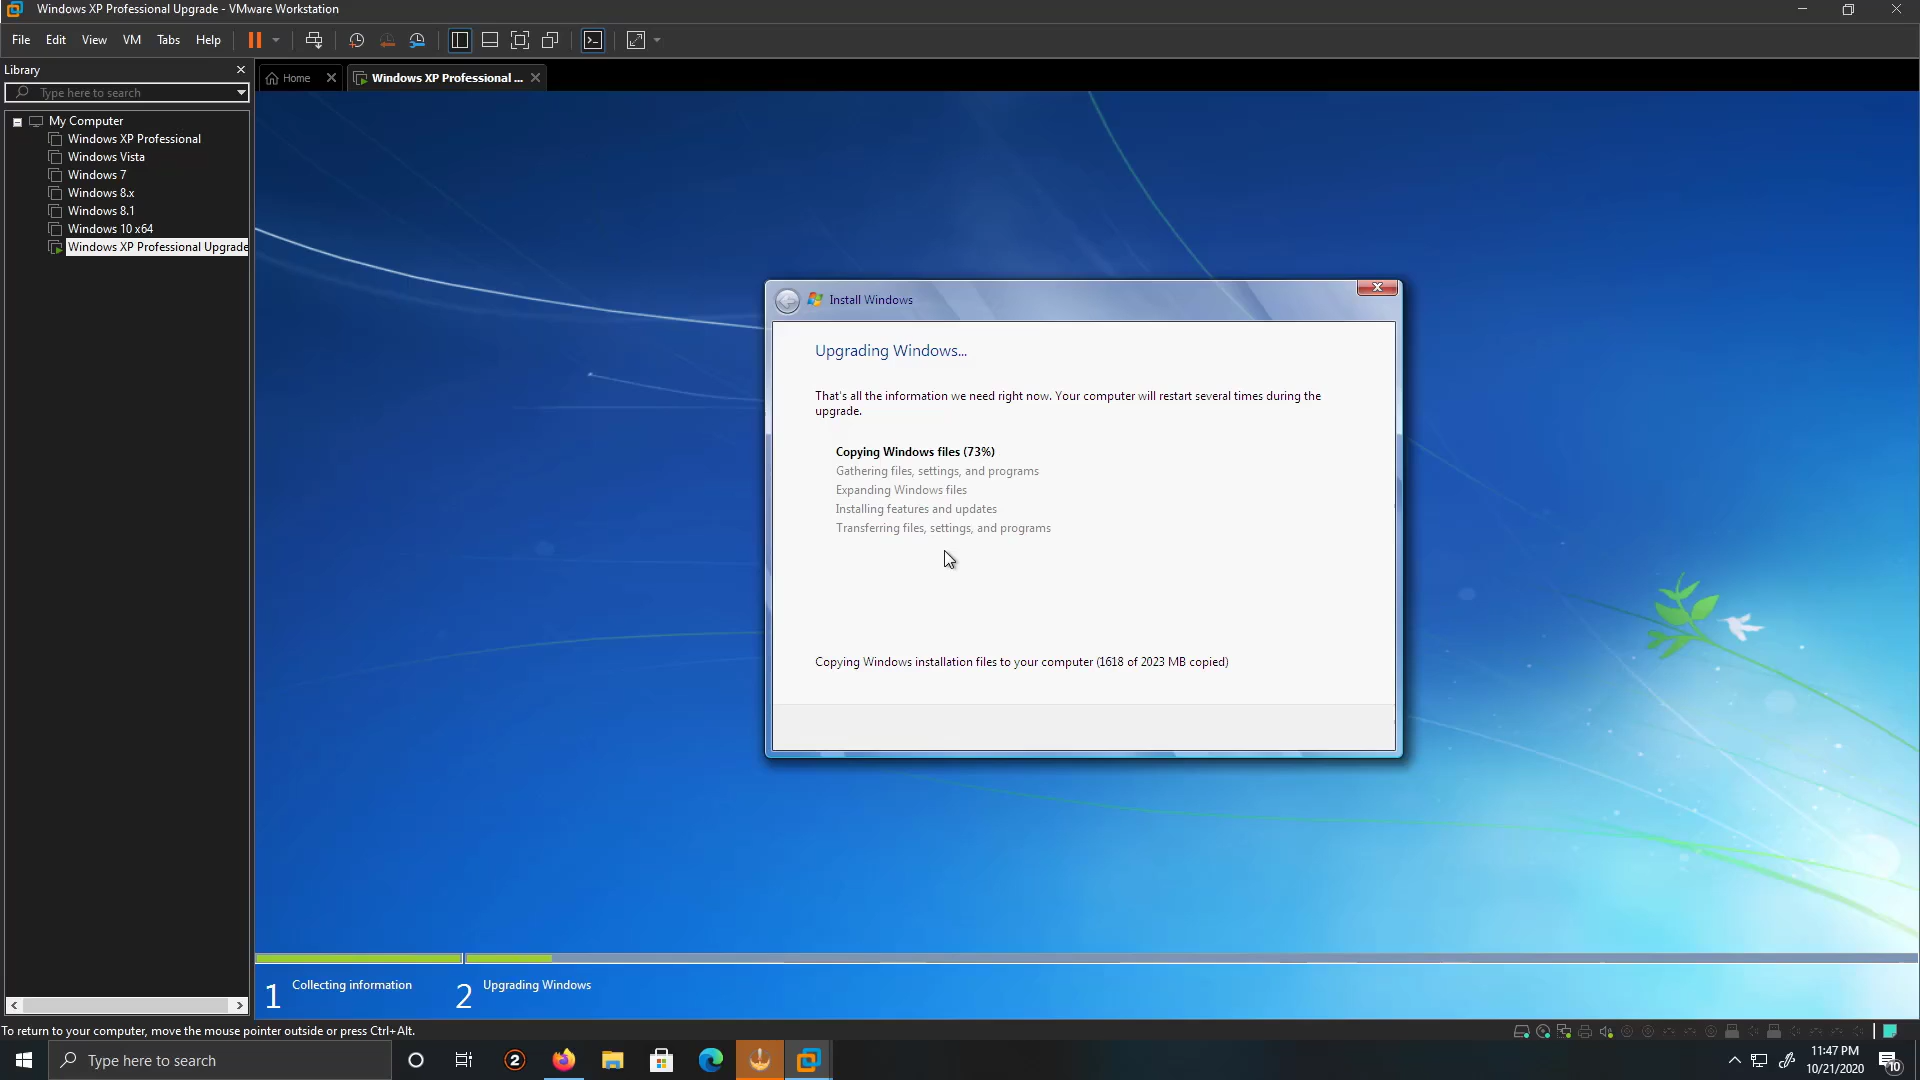 Windows XP Professional Upgrade - VMware Workstation
File Edit View VM Tabs Help
Library
Type here to search
Home
Windows XP Professional ...
My Computer
Windows XP Professional
Windows Vista
Windows 7
Windows 8.x
Windows 8.1
Windows 10 x64
Windows XP Professional Upgrade
Install Windows
Upgrading Windows...
That's all the information we need right now. Your computer will restart several times during the
upgrade.
Copying Windows files (73%)
Gathering files, settings, and programs
Expanding Windows files
Installing features and updates
Transferring files, settings, and programs
Copying Windows installation files to your computer (1618 of 2023 MB copied)
1 Collecting information
2 Upgrading Windows
To return to your computer, move the mouse pointer outside or press Ctrl+Alt.
Type here to search
2
11:47 PM
10/21/2020
10